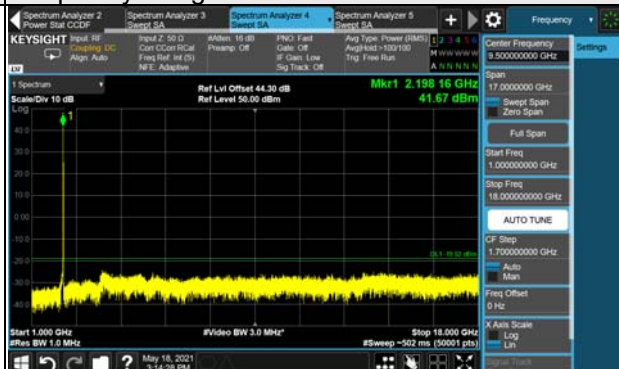 Spectrum Analyzer 2
Power Stat CCDF
Spectrum Analyzer 3
Swept SA
Spectrum Analyzer 4
Swept SA
Spectrum Analyzer 5
Swept SA
Frequency
KEYSIGHT
Input: RF
Coupling: DC
Align: Auto
Input Z: 50 Ω
Corr CCorr RCal
Freq Ref: Int (S)
NFE: Adaptive
#Atten: 16 dB
Preamp: Off
PNO: Fast
Gate: Off
IF Gain: Low
Sig Track: Off
Avg Type: Power (RMS)
Avg|Hold: >100/100
Trig: Free Run
1 2 3 4 5 6
M W W W W W
A N N N N N
LXI
1 Spectrum
Scale/Div 10 dB
Log
Ref Lvl Offset 44.30 dB
Ref Level 50.00 dBm
Mkr1 2.198 16 GHz
41.67 dBm
1
40.0
30.0
20.0
10.0
0.00
-10.0
-20.0
-30.0
-40.0
Start 1.000 GHz
#Res BW 1.0 MHz
#Video BW 3.0 MHz*
Stop 18.000 GHz
#Sweep ~502 ms (50001 pts)
May 18, 2021
3:14:28 PM
Settings
Center Frequency
9.500000000 GHz
Span
17.0000000 GHz
Swept Span
Zero Span
Full Span
Start Freq
1.000000000 GHz
Stop Freq
18.000000000 GHz
AUTO TUNE
CF Step
1.700000000 GHz
Auto
Man
Freq Offset
0 Hz
X Axis Scale
Log
Lin
Signal Track